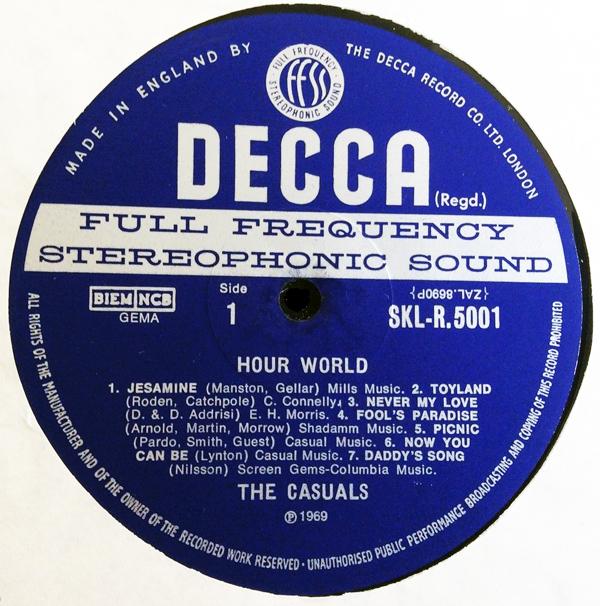 MADE IN ENGLAND BY
THE DECCA RECORD CO. LTD. LONDON
FULL FREQUENCY
ffss
STEREOPHONIC SOUND
DECCA (Regd.)
FULL FREQUENCY
STEREOPHONIC SOUND
BIEM NCB
GEMA
Side
1
{ZAL.8690P}
SKL-R.5001
HOUR WORLD
1. JESAMINE (Manston, Gellar) Mills Music. 2. TOYLAND
(Roden, Catchpole) C. Connelly. 3. NEVER MY LOVE
(D. & D. Addrisi) E. H. Morris. 4. FOOL'S PARADISE
(Arnold, Martin, Morrow) Shadamm Music. 5. PICNIC
(Pardo, Smith, Guest) Casual Music. 6. NOW YOU
CAN BE (Lynton) Casual Music. 7. DADDY'S SONG
(Nilsson) Screen Gems-Columbia Music.
THE CASUALS
Ⓟ 1969
ALL RIGHTS OF THE MANUFACTURER AND OF THE OWNER OF THE RECORDED WORK RESERVED · UNAUTHORISED PUBLIC PERFORMANCE BROADCASTING AND COPYING OF THIS RECORD PROHIBITED